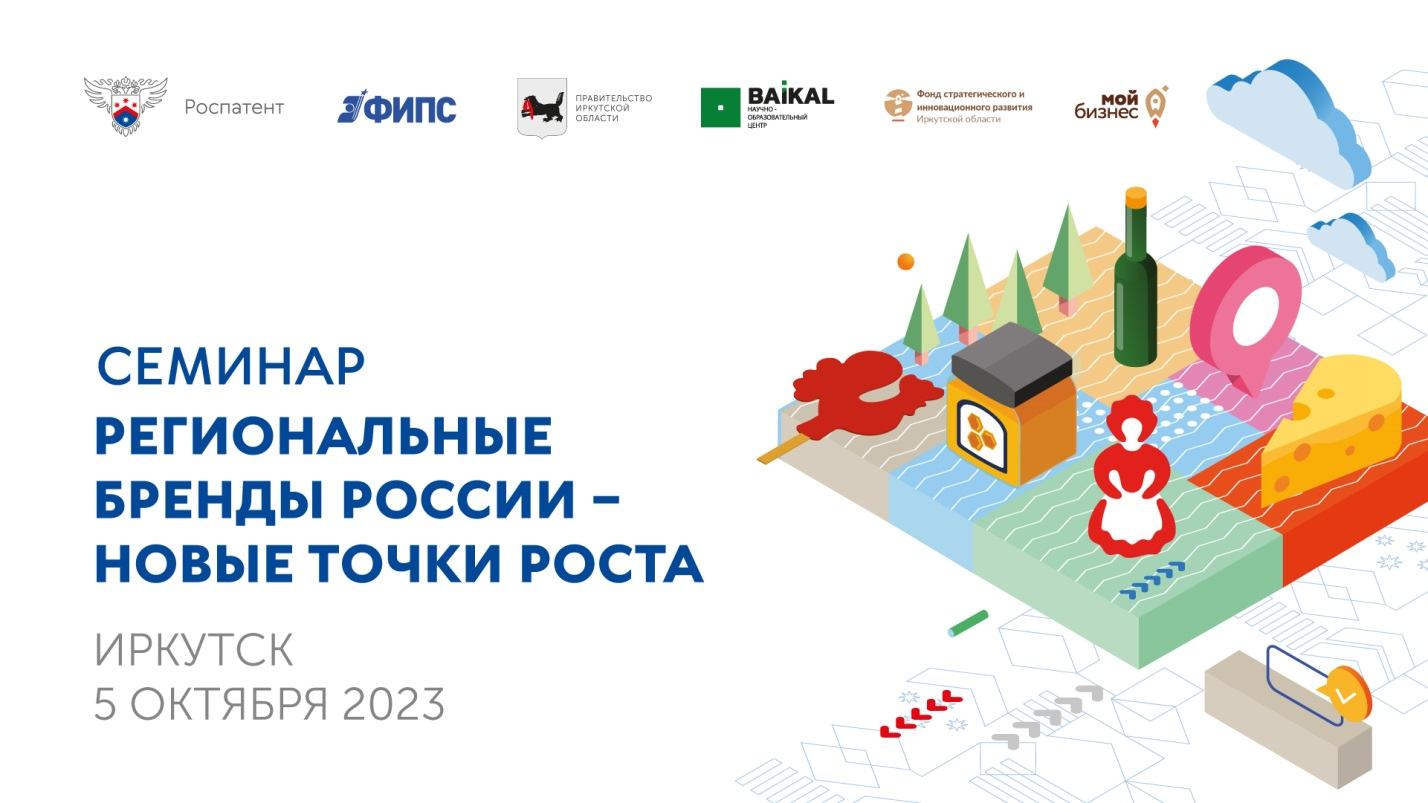 Роспатент
ФИПС
ПРАВИТЕЛЬСТВО
ИРКУТСКОЙ
ОБЛАСТИ
BAiKAL
НАУЧНО-
ОБРАЗОВАТЕЛЬНЫЙ
ЦЕНТР
Фонд стратегического и
инновационного развития
Иркутской области
мой
бизнес
СЕМИНАР
РЕГИОНАЛЬНЫЕ
БРЕНДЫ РОССИИ –
НОВЫЕ ТОЧКИ РОСТА
ИРКУТСК
5 ОКТЯБРЯ 2023